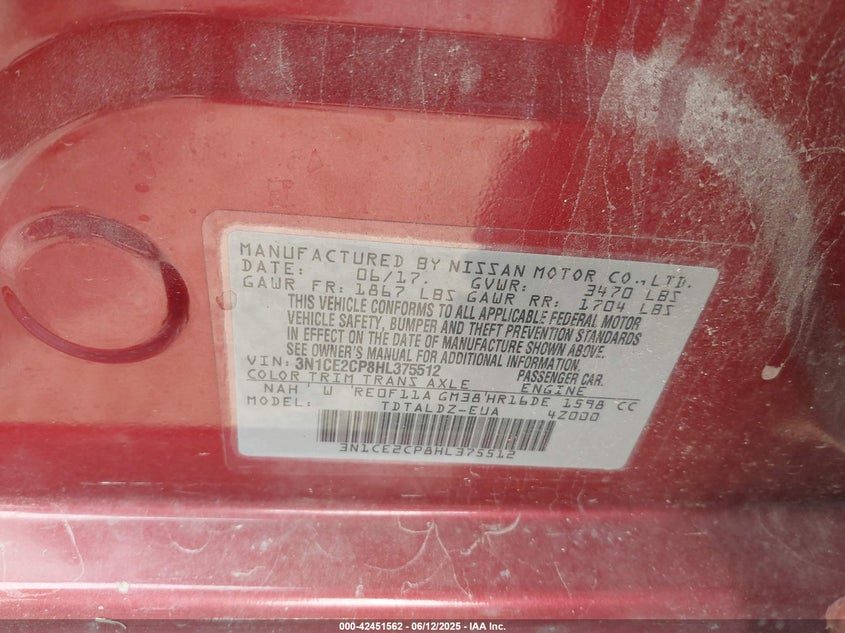 MANUFACTURED BY NISSAN MOTOR CO., LTD.
DATE: 06/17. GVWR: 3470 LBS
GAWR FR: 1867 LBS GAWR RR: 1704 LBS
THIS VEHICLE CONFORMS TO ALL APPLICABLE FEDERAL MOTOR
VEHICLE SAFETY, BUMPER AND THEFT PREVENTION STANDARDS
IN EFFECT ON THE DATE OF MANUFACTURE SHOWN ABOVE.
SEE OWNER'S MANUAL FOR ADDITIONAL INFORMATION.
VIN: 3N1CE2CP8HL375512 PASSENGER CAR.
COLOR TRIM TRANS AXLE ENGINE
NAH ' W ' RE0F11A GM38'HR16DE 1598 CC
MODEL: TDTALDZ-EUA 4Z000
3N1CE2CP8HL375512
000-42451562 - 06/12/2025 - IAA Inc.